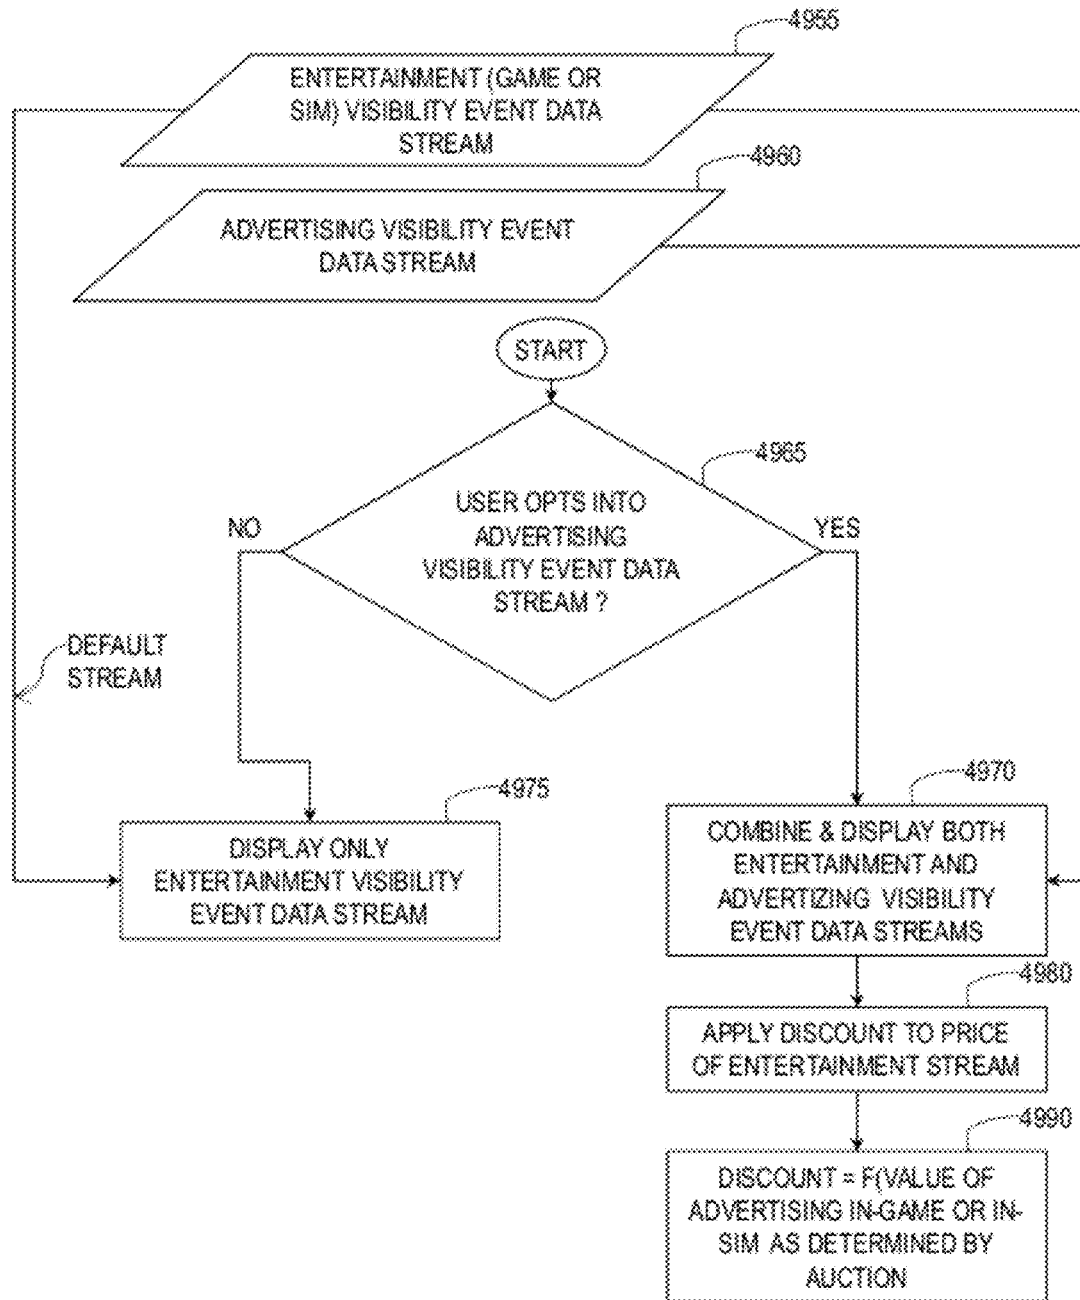 4955
ENTERTAINMENT (GAME OR
SIM) VISIBILITY EVENT DATA
STREAM
4960
ADVERTISING VISIBILITY EVENT
DATA STREAM
START
4965
USER OPTS INTO
ADVERTISING
VISIBILITY EVENT DATA
STREAM ?
NO
YES
DEFAULT
STREAM
4975
DISPLAY ONLY
ENTERTAINMENT VISIBILITY
EVENT DATA STREAM
4970
COMBINE & DISPLAY BOTH
ENTERTAINMENT AND
ADVERTIZING VISIBILITY
EVENT DATA STREAMS
4980
APPLY DISCOUNT TO PRICE
OF ENTERTAINMENT STREAM
4990
DISCOUNT = F(VALUE OF
ADVERTISING IN-GAME OR IN-
SIM AS DETERMINED BY
AUCTION